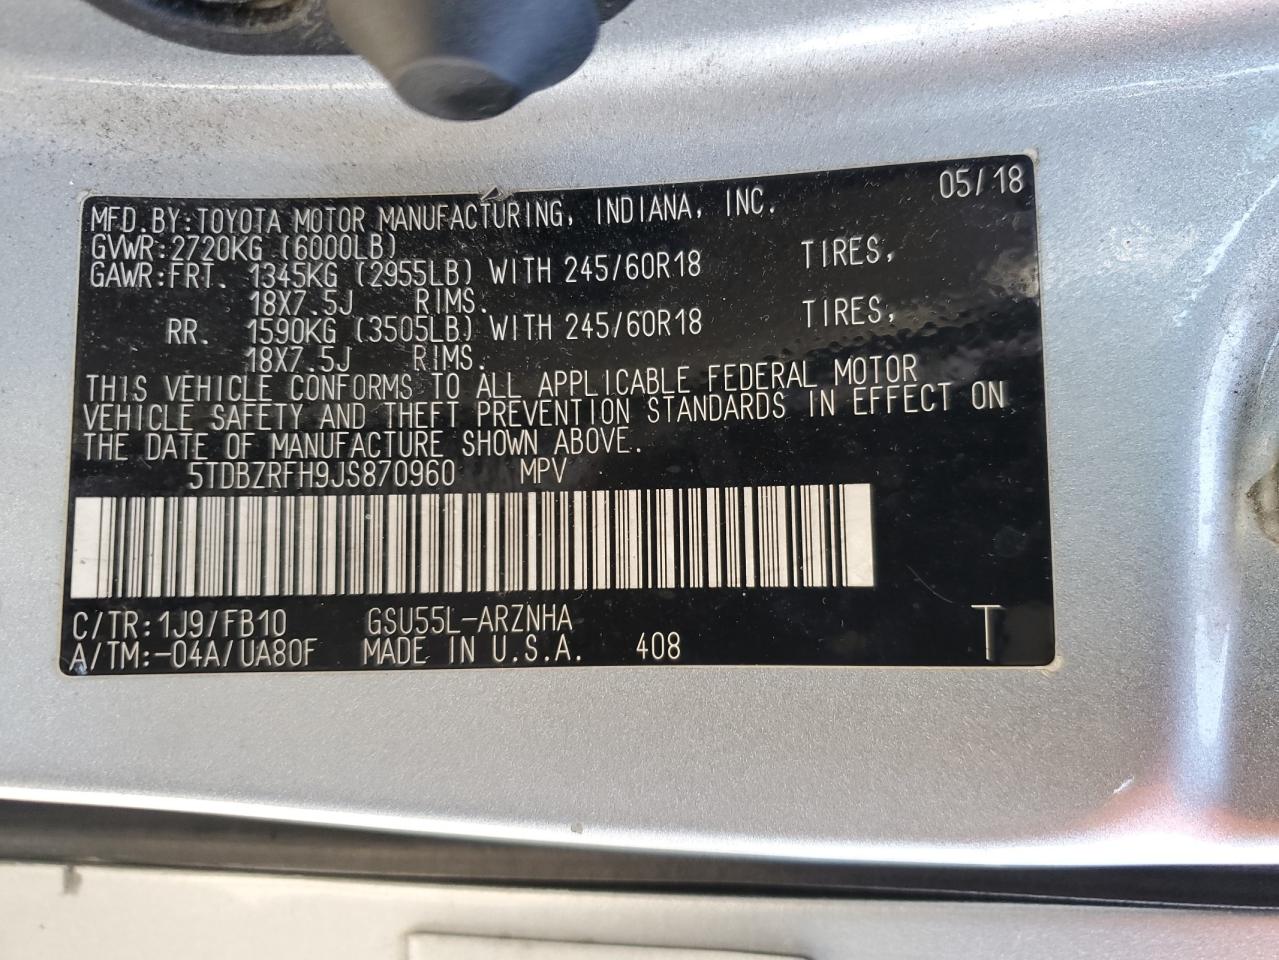 05/18
MFD.BY:TOYOTA MOTOR MANUFACTURING, INDIANA, INC.
GVWR:2720KG (6000LB)
GAWR:FRT. 1345KG (2955LB) WITH 245/60R18 TIRES,
18X7.5J RIMS.
RR. 1590KG (3505LB) WITH 245/60R18 TIRES,
18X7.5J RIMS.
THIS VEHICLE CONFORMS TO ALL APPLICABLE FEDERAL MOTOR
VEHICLE SAFETY AND THEFT PREVENTION STANDARDS IN EFFECT ON
THE DATE OF MANUFACTURE SHOWN ABOVE.
5TDBZRFH9JS870960 MPV
C/TR:1J9/FB10 GSU55L-ARZNHA
A/TM:-04A/UA80F MADE IN U.S.A. 408 T